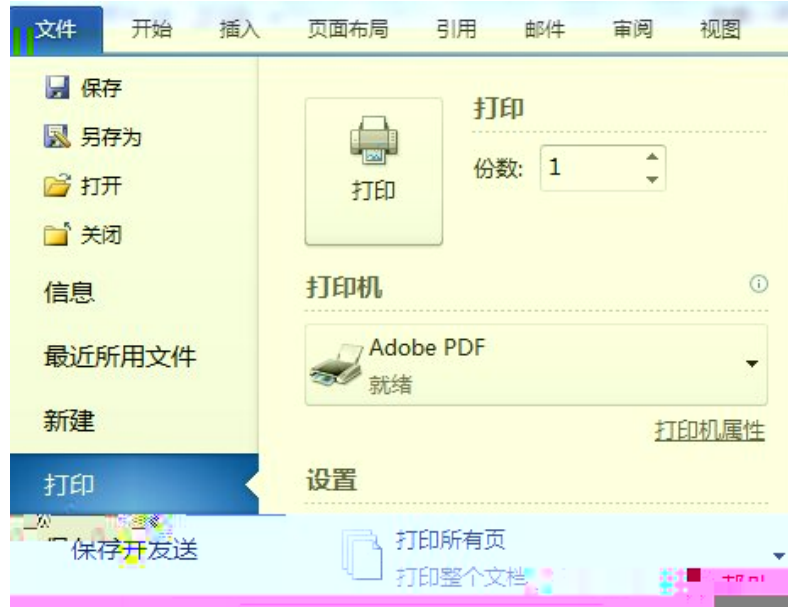 文件 开始 插入 页面布局 引用 邮件 审阅 视图
保存
另存为
打开
关闭
信息
最近所用文件
新建
打印
保存开发送
打印
打印
份数: 1
打印机
Adobe PDF
就绪
打印机属性
设置
打印所有页
打印整个文档